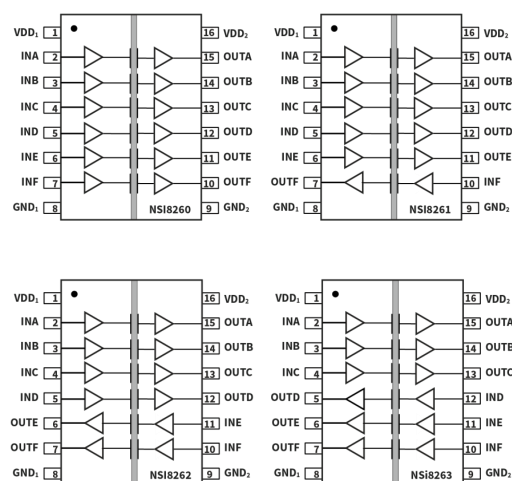 VDD₁ 1 16 VDD₂ VDD₁ 1 16 VDD₂
INA 2 15 OUTA INA 2 15 OUTA
INB 3 14 OUTB INB 3 14 OUTB
INC 4 13 OUTC INC 4 13 OUTC
IND 5 12 OUTD IND 5 12 OUTD
INE 6 11 OUTE INE 6 11 OUTE
INF 7 10 OUTF OUTF 7 10 INF
GND₁ 8 NSI8260 9 GND₂ GND₁ 8 NSI8261 9 GND₂
VDD₁ 1 16 VDD₂ VDD₁ 1 16 VDD₂
INA 2 15 OUTA INA 2 15 OUTA
INB 3 14 OUTB INB 3 14 OUTB
INC 4 13 OUTC INC 4 13 OUTC
IND 5 12 OUTD OUTD 5 12 IND
OUTE 6 11 INE OUTE 6 11 INE
OUTF 7 10 INF OUTF 7 10 INF
GND₁ 8 NSI8262 9 GND₂ GND₁ 8 NSi8263 9 GND₂